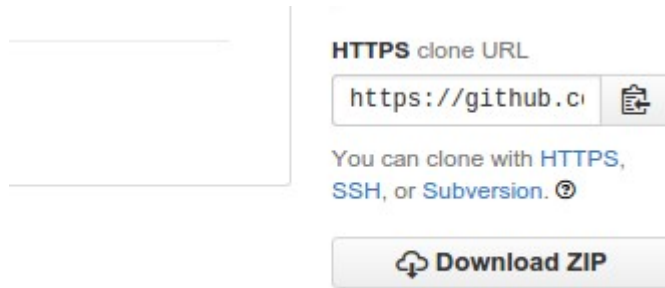 HTTPS clone URL
https://github.c
You can clone with HTTPS,
SSH, or Subversion.
Download ZIP